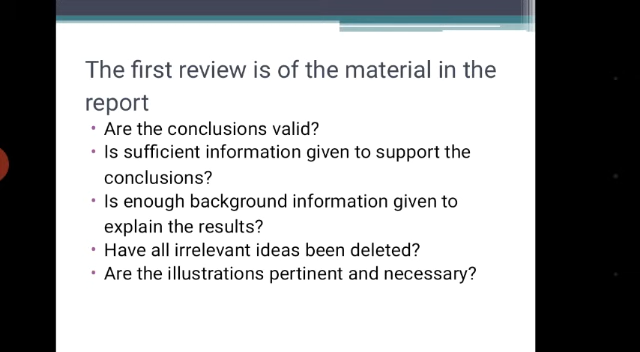 The first review is of the material in the
report
• Are the conclusions valid?
• Is sufficient information given to support the
conclusions?
• Is enough background information given to
explain the results?
• Have all irrelevant ideas been deleted?
• Are the illustrations pertinent and necessary?